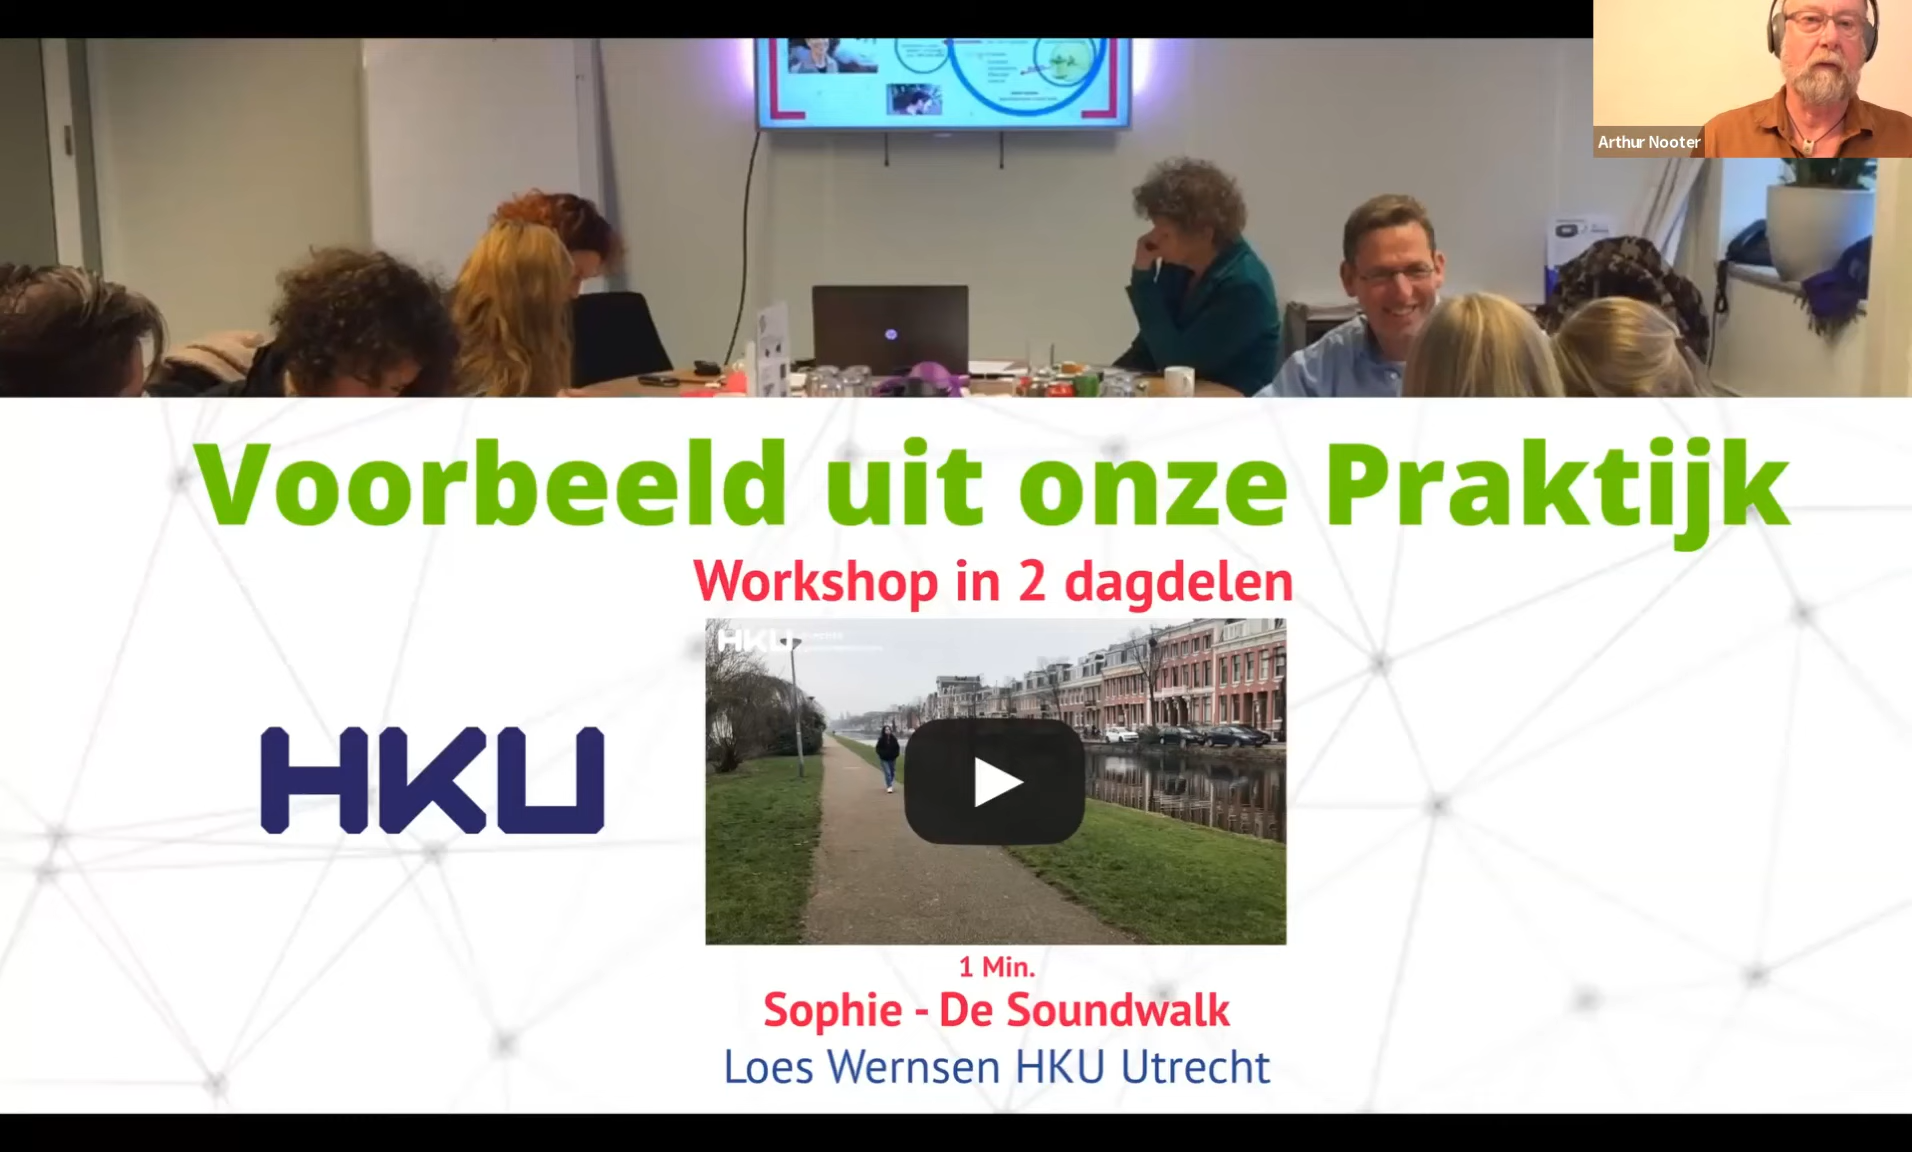 Arthur Nooter
Voorbeeld uit onze Praktijk
Workshop in 2 dagdelen
HKU
HKU
1 Min.
Sophie - De Soundwalk
Loes Wernsen HKU Utrecht